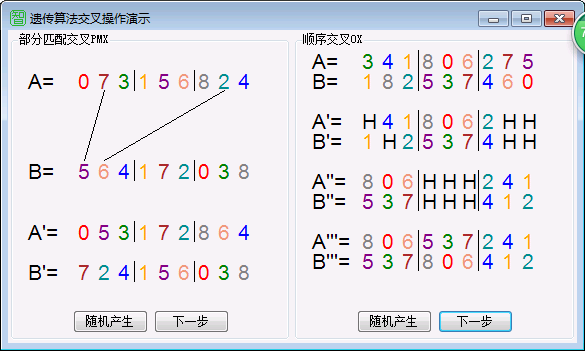 遗传算法交叉操作演示
部分匹配交叉PMX
A= 0 7 3|1 5 6|8 2 4
B= 5 6 4|1 7 2|0 3 8
A'= 0 5 3|1 7 2|8 6 4
B'= 7 2 4|1 5 6|0 3 8
随机产生 下一步
顺序交叉OX
A= 3 4 1|8 0 6|2 7 5
B= 1 8 2|5 3 7|4 6 0
A'= H 4 1|8 0 6|2 H H
B'= 1 H 2|5 3 7|4 H H
A''= 8 0 6|H H H|2 4 1
B''= 5 3 7|H H H|4 1 2
A'''= 8 0 6|5 3 7|2 4 1
B'''= 5 3 7|8 0 6|4 1 2
随机产生 下一步